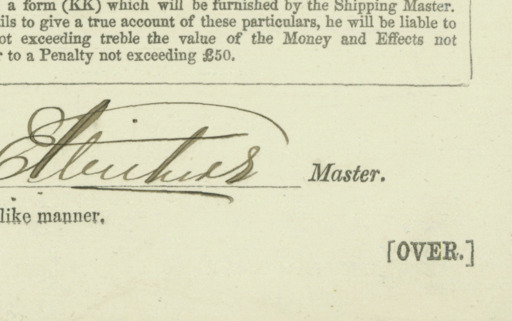 a form (KK) which will be furnished by the Shipping Master.
ils to give a true account of these particulars, he will be liable to
ot exceeding treble the value of the Money and Effects not
r to a Penalty not exceeding £50.
Master.
like manner.
[OVER.]